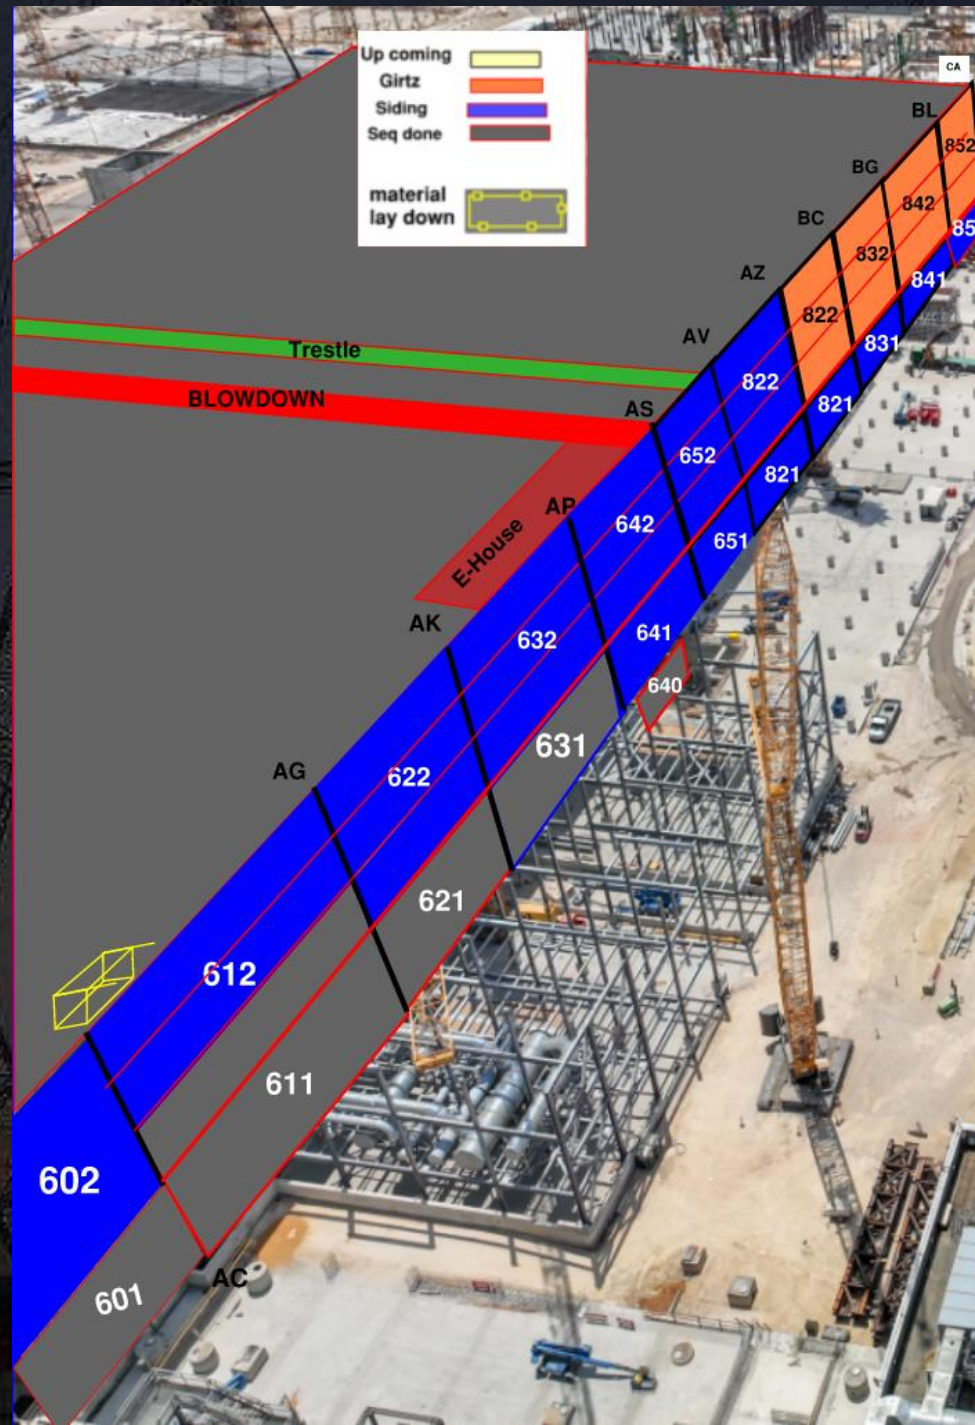 Up coming
Girtz
Siding
Seq done
material
lay down
CA
BL
852
BG
842
BC
832
841
AZ
822
831
AV
822
821
Trestle
BLOWDOWN
AS
652
821
AP
642
651
E-House
AK
632
641
640
AG
622
631
621
612
611
602
601
AC